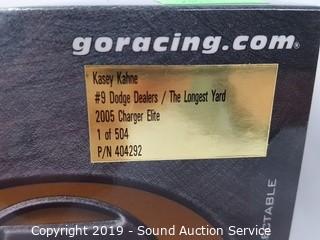 goracing.com®
Kasey Kahne
#9 Dodge Dealers / The Longest Yard
2005 Charger Elite
1 of 504
P/N 404292
TABLE
Copyright 2019 - Sound Auction Service